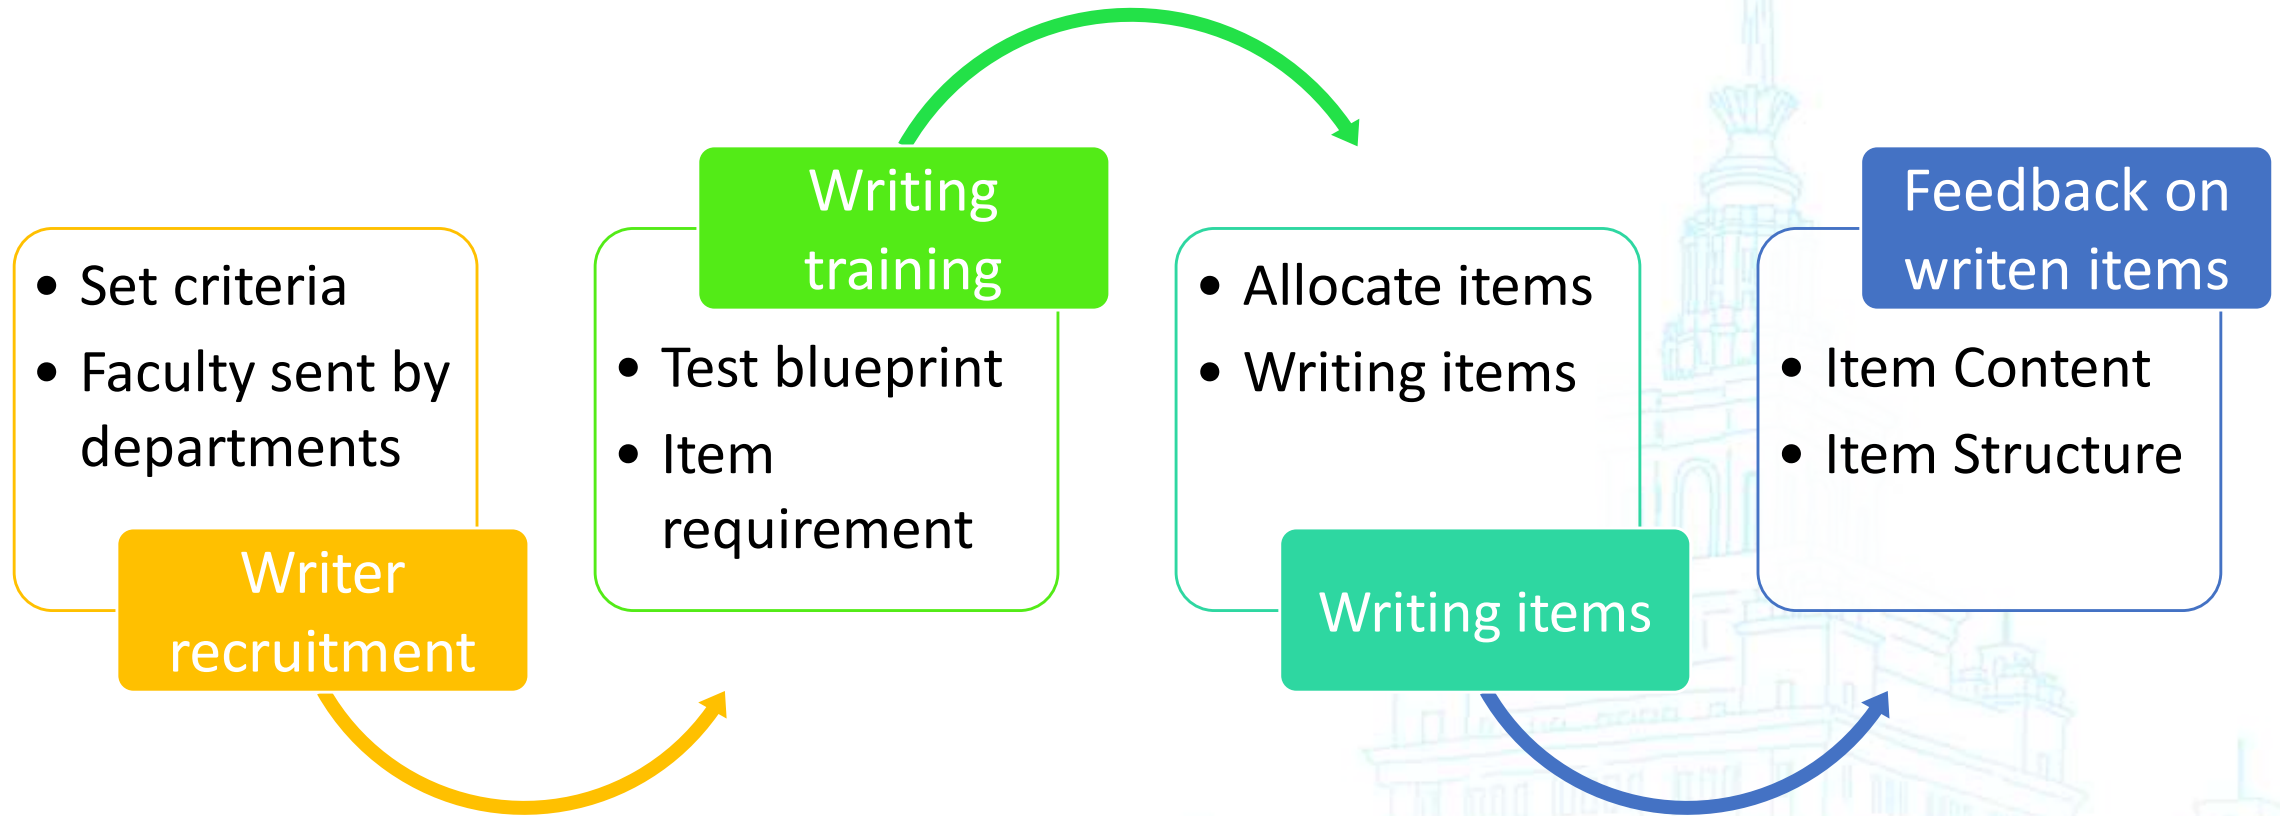 • Set criteria
• Faculty sent by
departments
Writer
recruitment
Writing
training
• Test blueprint
• Item
requirement
• Allocate items
• Writing items
Writing items
Feedback on
writen items
• Item Content
• Item Structure